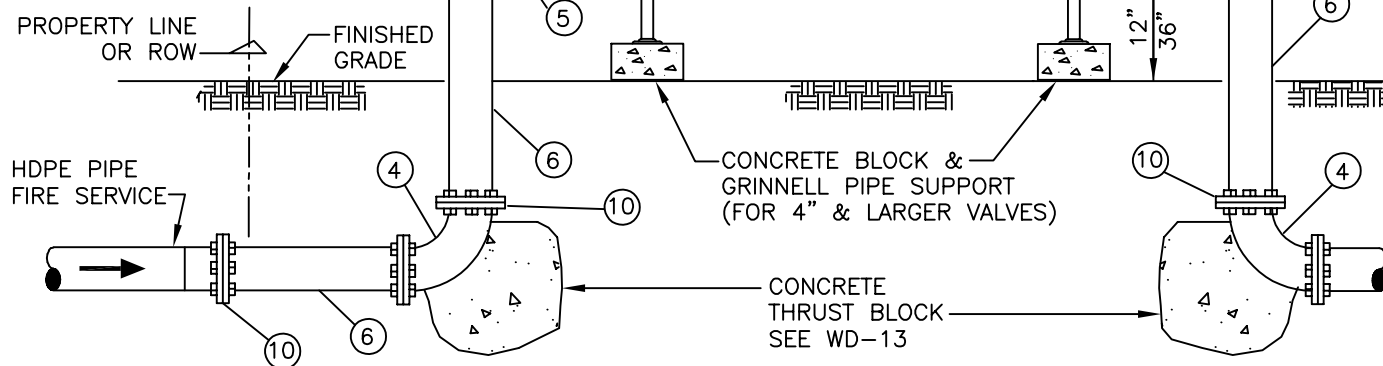 PROPERTY LINE
OR ROW
FINISHED
GRADE
5
12"
36"
6
HDPE PIPE
FIRE SERVICE
4
6
CONCRETE BLOCK &
GRINNELL PIPE SUPPORT
(FOR 4" & LARGER VALVES)
10
10
4
CONCRETE
THRUST BLOCK
SEE WD-13
10
6